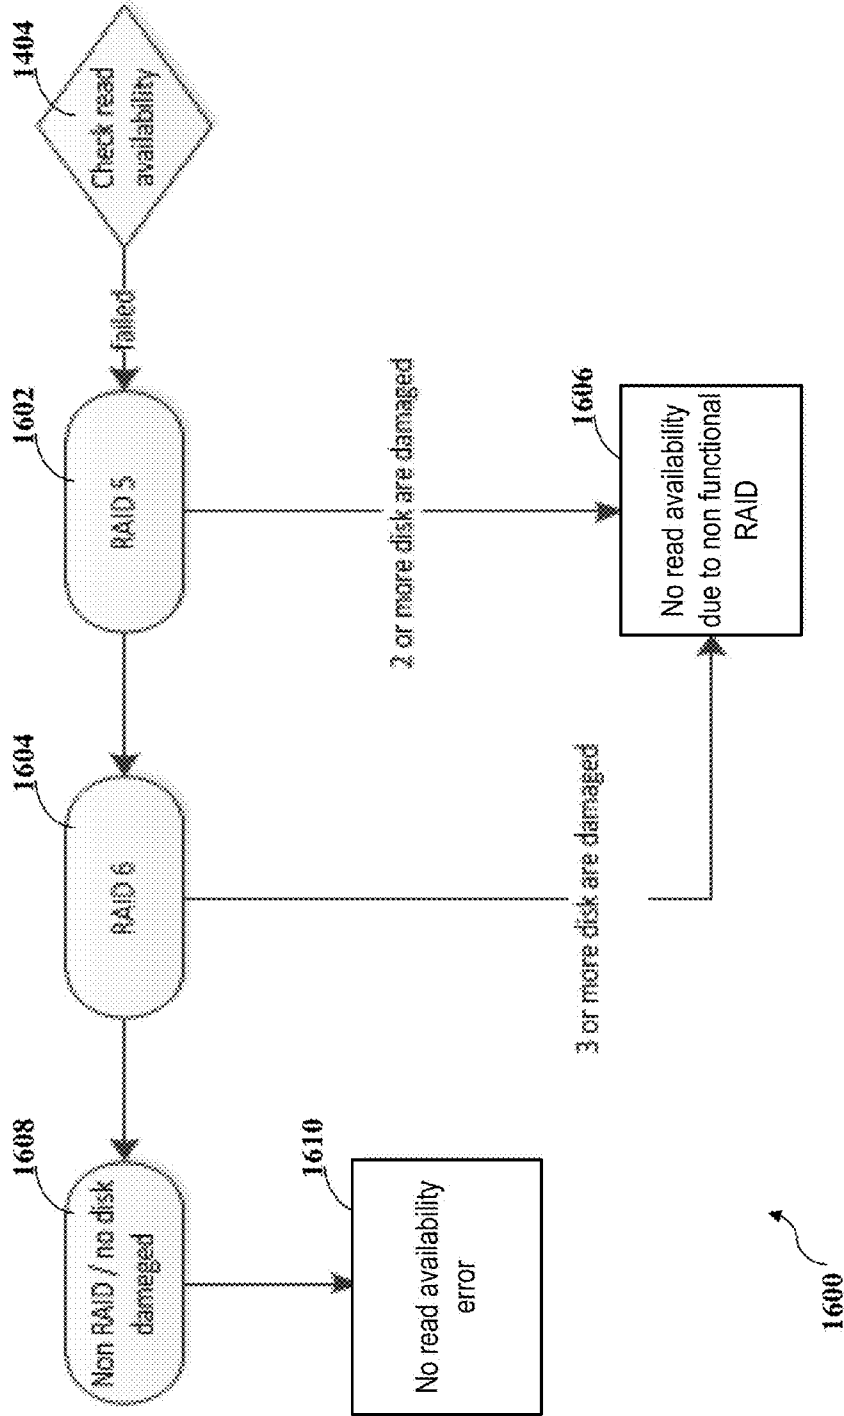 1404
Check read
availability
failed
1602
RAID 5
2 or more disk are damaged
1606
No read availability
due to non functional
RAID
1604
RAID 6
3 or more disk are damaged
1608
Non RAID / no disk
dameged
1610
No read availability
error
1600